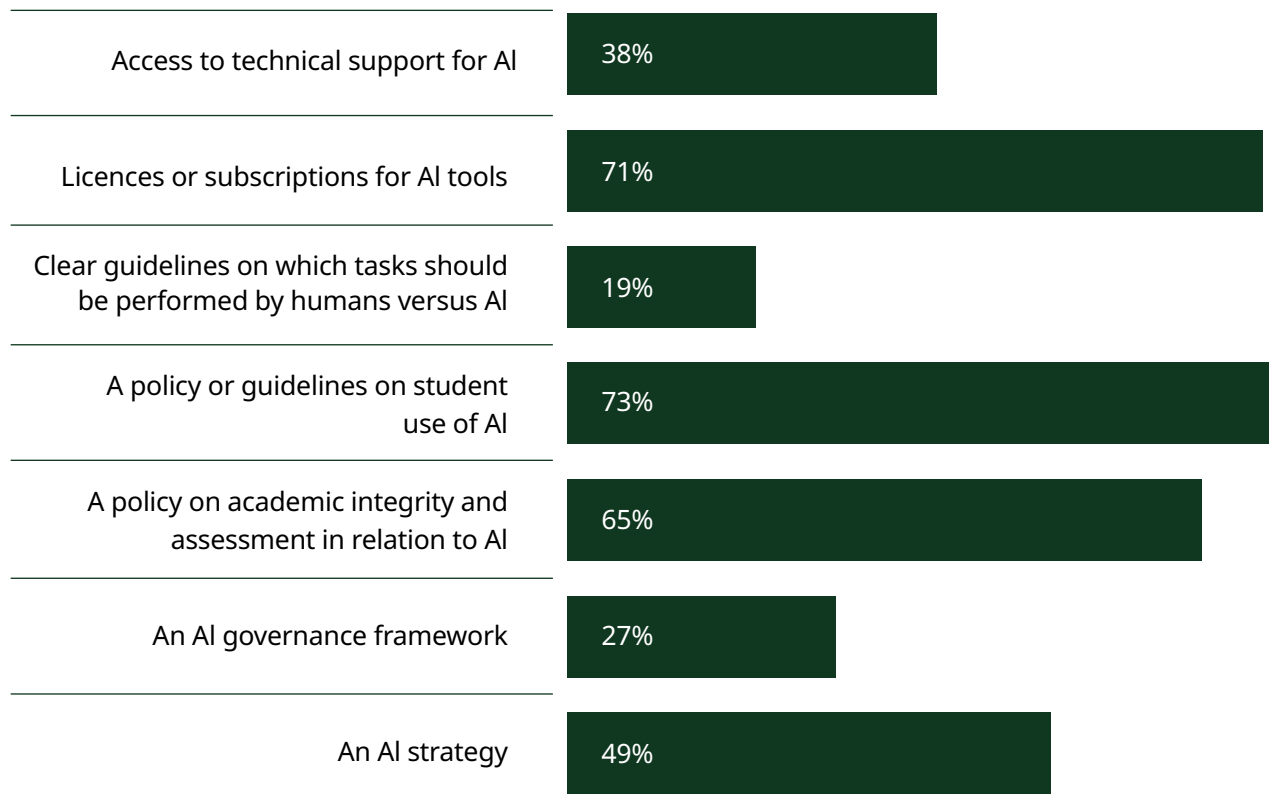 Access to technical support for AI
38%
Licences or subscriptions for AI tools
71%
Clear guidelines on which tasks should
be performed by humans versus AI
19%
A policy or guidelines on student
use of AI
73%
A policy on academic integrity and
assessment in relation to AI
65%
An AI governance framework
27%
An AI strategy
49%